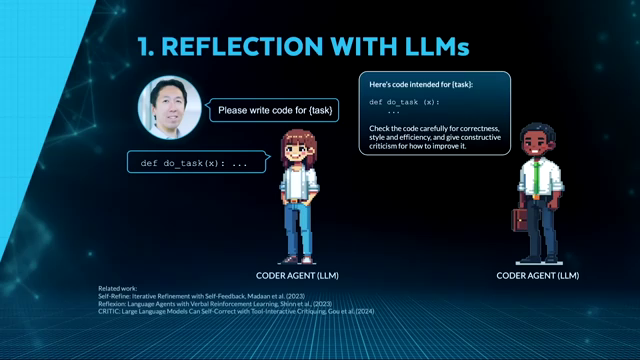 1. REFLECTION WITH LLMs
Please write code for {task}
def do_task(x): ...
Here's code intended for {task}:
def do_task (x):
...
Check the code carefully for correctness,
style and efficiency, and give constructive
criticism for how to improve it.
CODER AGENT (LLM)
CODER AGENT (LLM)
Related work:
Self-Refine: Iterative Refinement with Self-Feedback, Madaan et al. (2023)
Reflexion: Language Agents with Verbal Reinforcement Learning, Shinn et al., (2023)
CRITIC: Large Language Models Can Self-Correct with Tool-Interactive Critiquing, Gou et al. (2024)